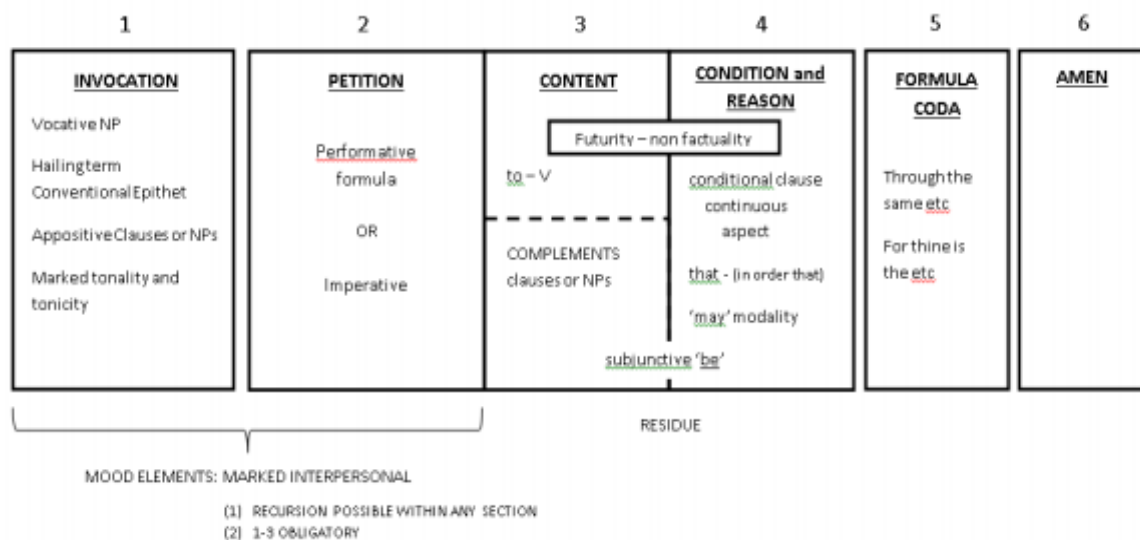 1
2
3
4
5
6
INVOCATION
Vocative NP
Hailing term
Conventional Epithet
Appositive Clauses or NPs
Marked tonality and
tonicity
PETITION
Performative
formula
OR
Imperative
CONTENT
CONDITION and
REASON
Futurity – non factuality
to – V
COMPLEMENTS
clauses or NPs
conditional clause
continuous
aspect
that - (in order that)
‘may’ modality
subjunctive ‘be’
FORMULA
CODA
Through the
same etc
For thine is
the etc
AMEN
RESIDUE
MOOD ELEMENTS: MARKED INTERPERSONAL
(1) RECURSION POSSIBLE WITHIN ANY SECTION
(2) 1-3 OBLIGATORY